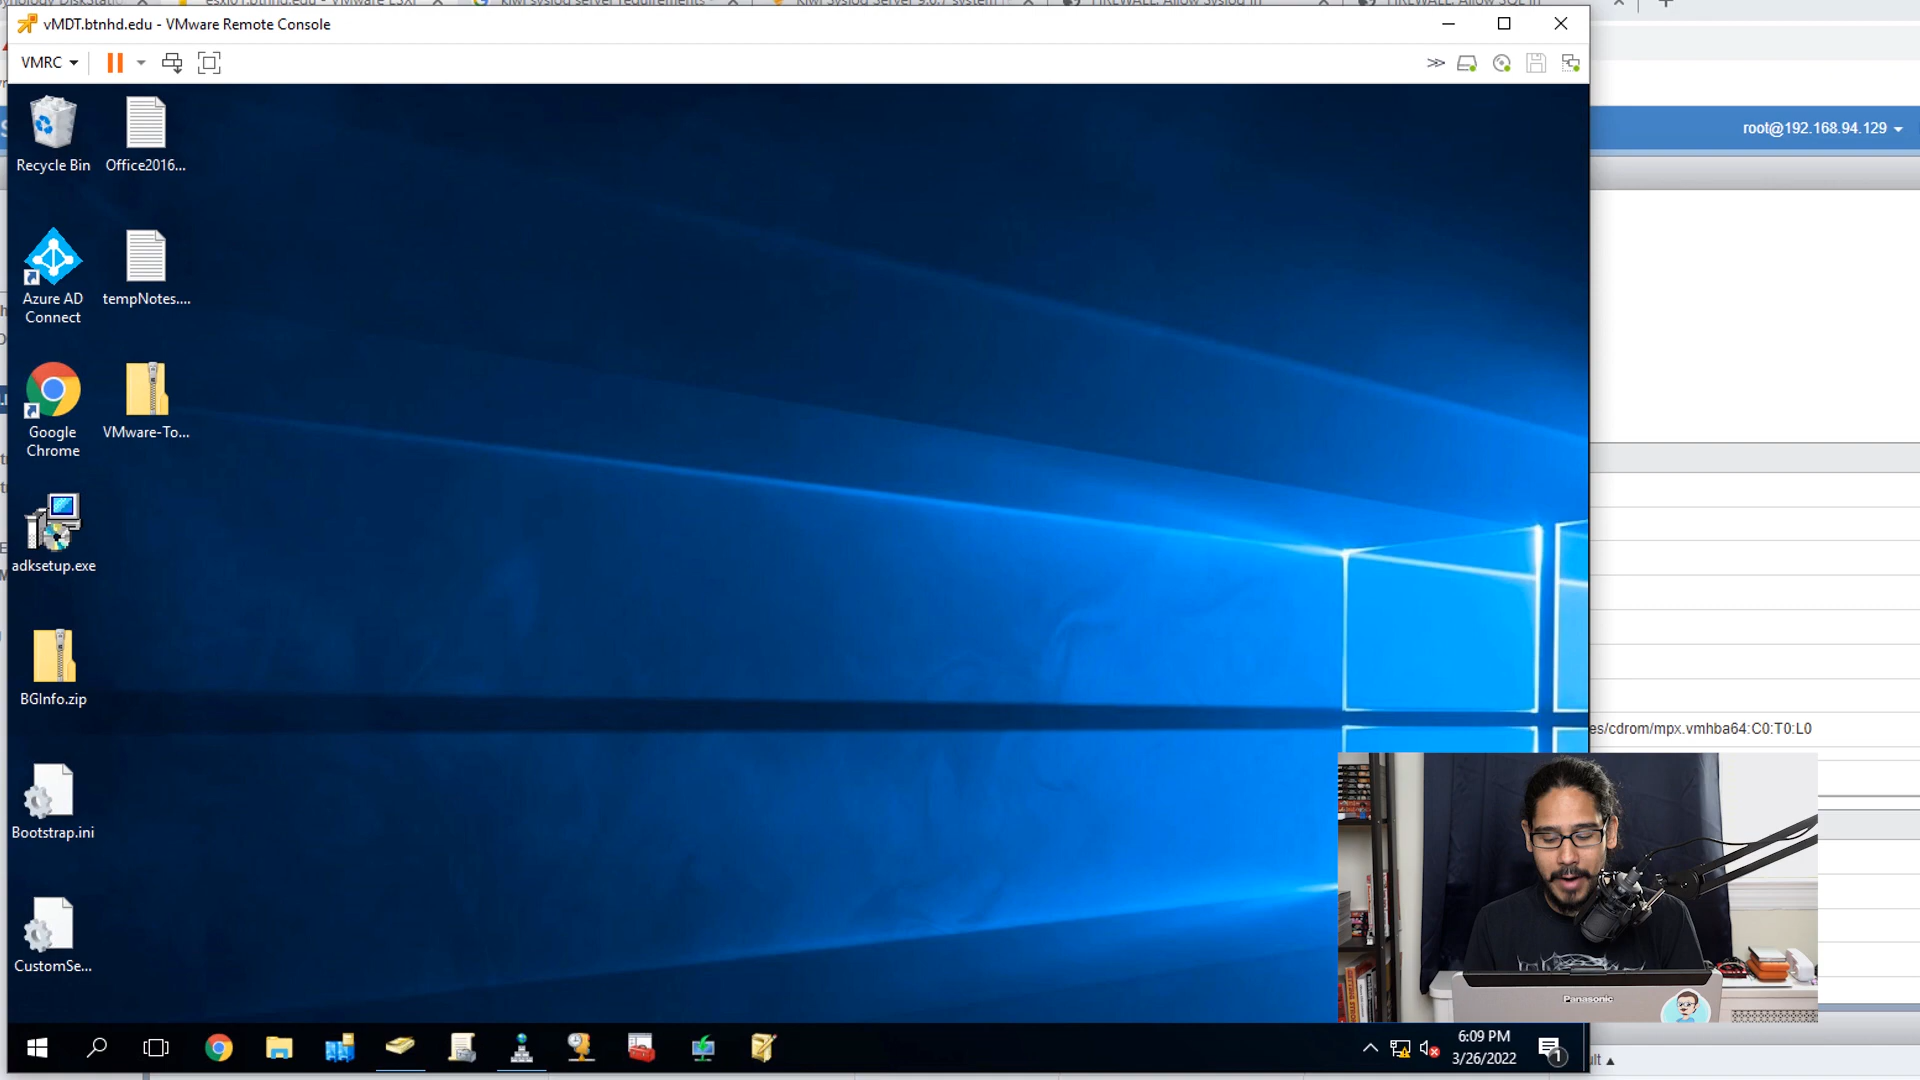 vMDT.btnhd.edu - VMware Remote Console
VMRC
root@192.168.94.129
Recycle Bin
Office2016...
Azure AD
Connect
tempNotes....
Google
Chrome
VMware-To...
adksetup.exe
BGInfo.zip
es/cdrom/mpx.vmhba64:C0:T0:L0
Bootstrap.ini
CustomSe...
Panasonic
6:09 PM
3/26/2022
1